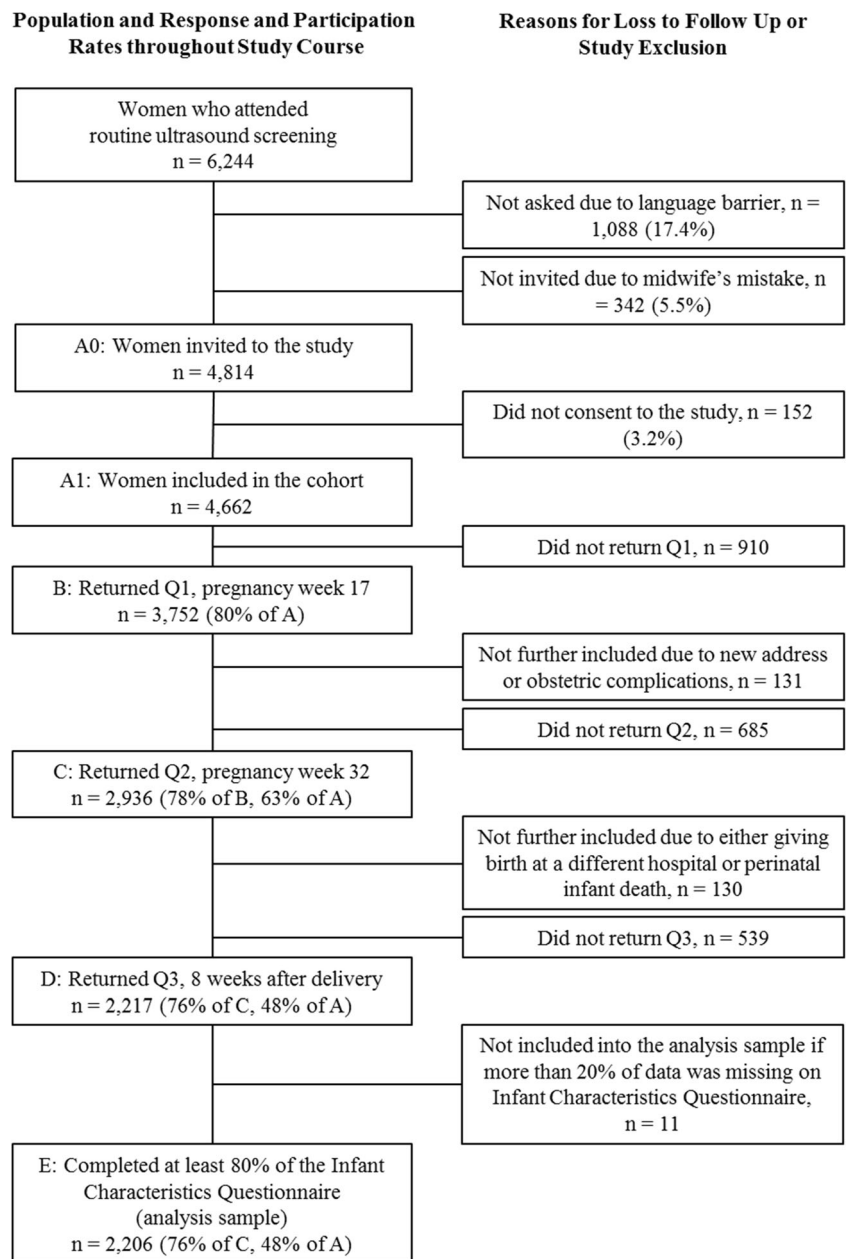 Population and Response and Participation
Rates throughout Study Course
Reasons for Loss to Follow Up or
Study Exclusion
Women who attended
routine ultrasound screening
n = 6,244
Not asked due to language barrier, n =
1,088 (17.4%)
Not invited due to midwife's mistake, n
= 342 (5.5%)
A0: Women invited to the study
n = 4,814
Did not consent to the study, n = 152
(3.2%)
A1: Women included in the cohort
n = 4,662
Did not return Q1, n = 910
B: Returned Q1, pregnancy week 17
n = 3,752 (80% of A)
Not further included due to new address
or obstetric complications, n = 131
Did not return Q2, n = 685
C: Returned Q2, pregnancy week 32
n = 2,936 (78% of B, 63% of A)
Not further included due to either giving
birth at a different hospital or perinatal
infant death, n = 130
Did not return Q3, n = 539
D: Returned Q3, 8 weeks after delivery
n = 2,217 (76% of C, 48% of A)
Not included into the analysis sample if
more than 20% of data was missing on
Infant Characteristics Questionnaire,
n = 11
E: Completed at least 80% of the Infant
Characteristics Questionnaire
(analysis sample)
n = 2,206 (76% of C, 48% of A)